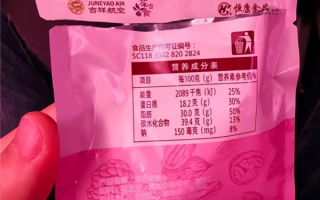 JUNEYAO AIR
吉祥航空
恒康食品
食品生产许可证编号:
SC118 3302 820 2824
营养成分表
项目 每100克(g) 营养素参考值%
能量 2089千焦(kJ) 25%
蛋白质 18.2克(g) 30%
脂肪 30.0克(g) 50%
碳水化合物 39.4克(g) 13%
钠 150毫克(mg) 8%